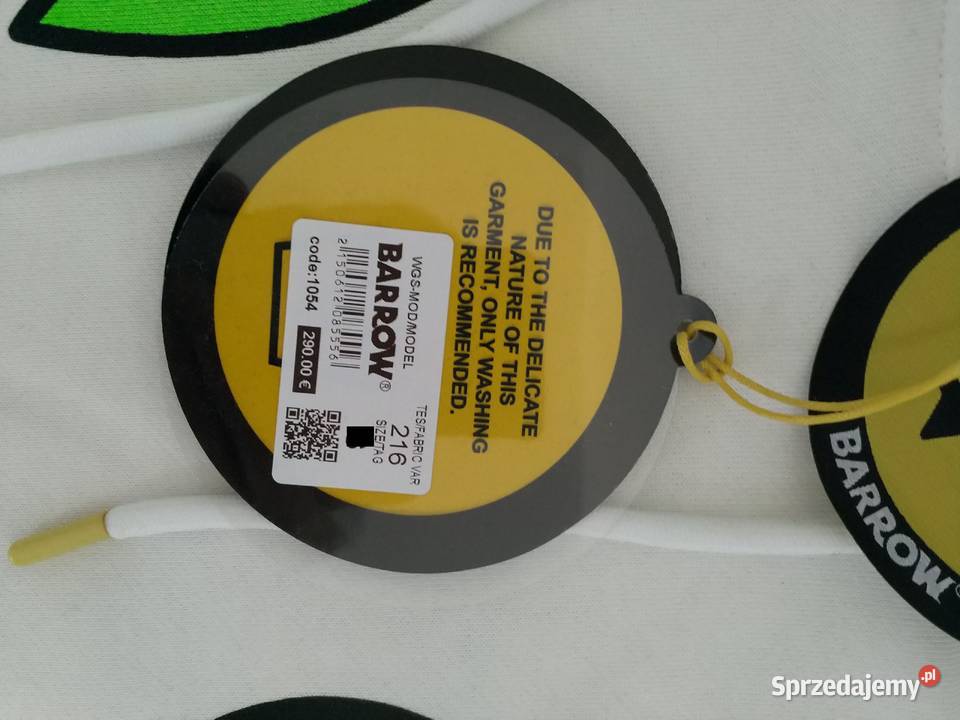 DUE TO THE DELICATE
NATURE OF THIS
GARMENT, ONLY WASHING
IS RECOMMENDED.
WGS-MOD/MODEL
TES/FABRIC VAR
BARROW®
216
2150612085556
SIZE/TAG
code:1054
290.00 €
BARROW®
Sprzedajemy.pl